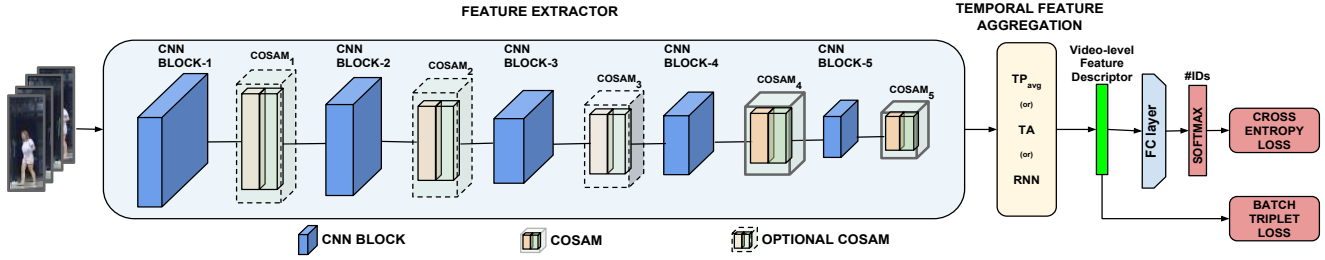 FEATURE EXTRACTOR
TEMPORAL FEATURE
AGGREGATION
CNN
BLOCK-1
COSAM1
CNN
BLOCK-2
COSAM2
CNN
BLOCK-3
COSAM3
CNN
BLOCK-4
COSAM4
CNN
BLOCK-5
COSAM5
TPavg
(or)
TA
(or)
RNN
Video-level
Feature
Descriptor
FC layer
#IDs
SOFTMAX
CROSS
ENTROPY
LOSS
BATCH
TRIPLET
LOSS
CNN BLOCK
COSAM
OPTIONAL COSAM